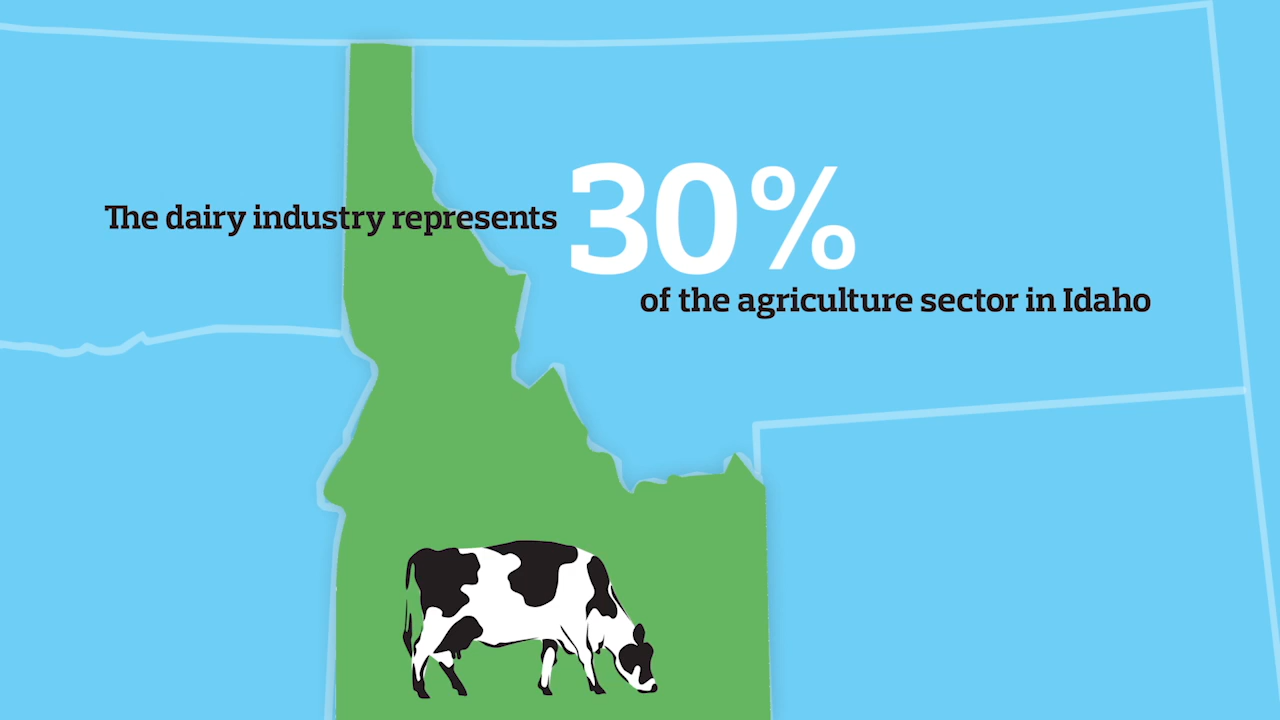 The dairy industry represents 30%
of the agriculture sector in Idaho